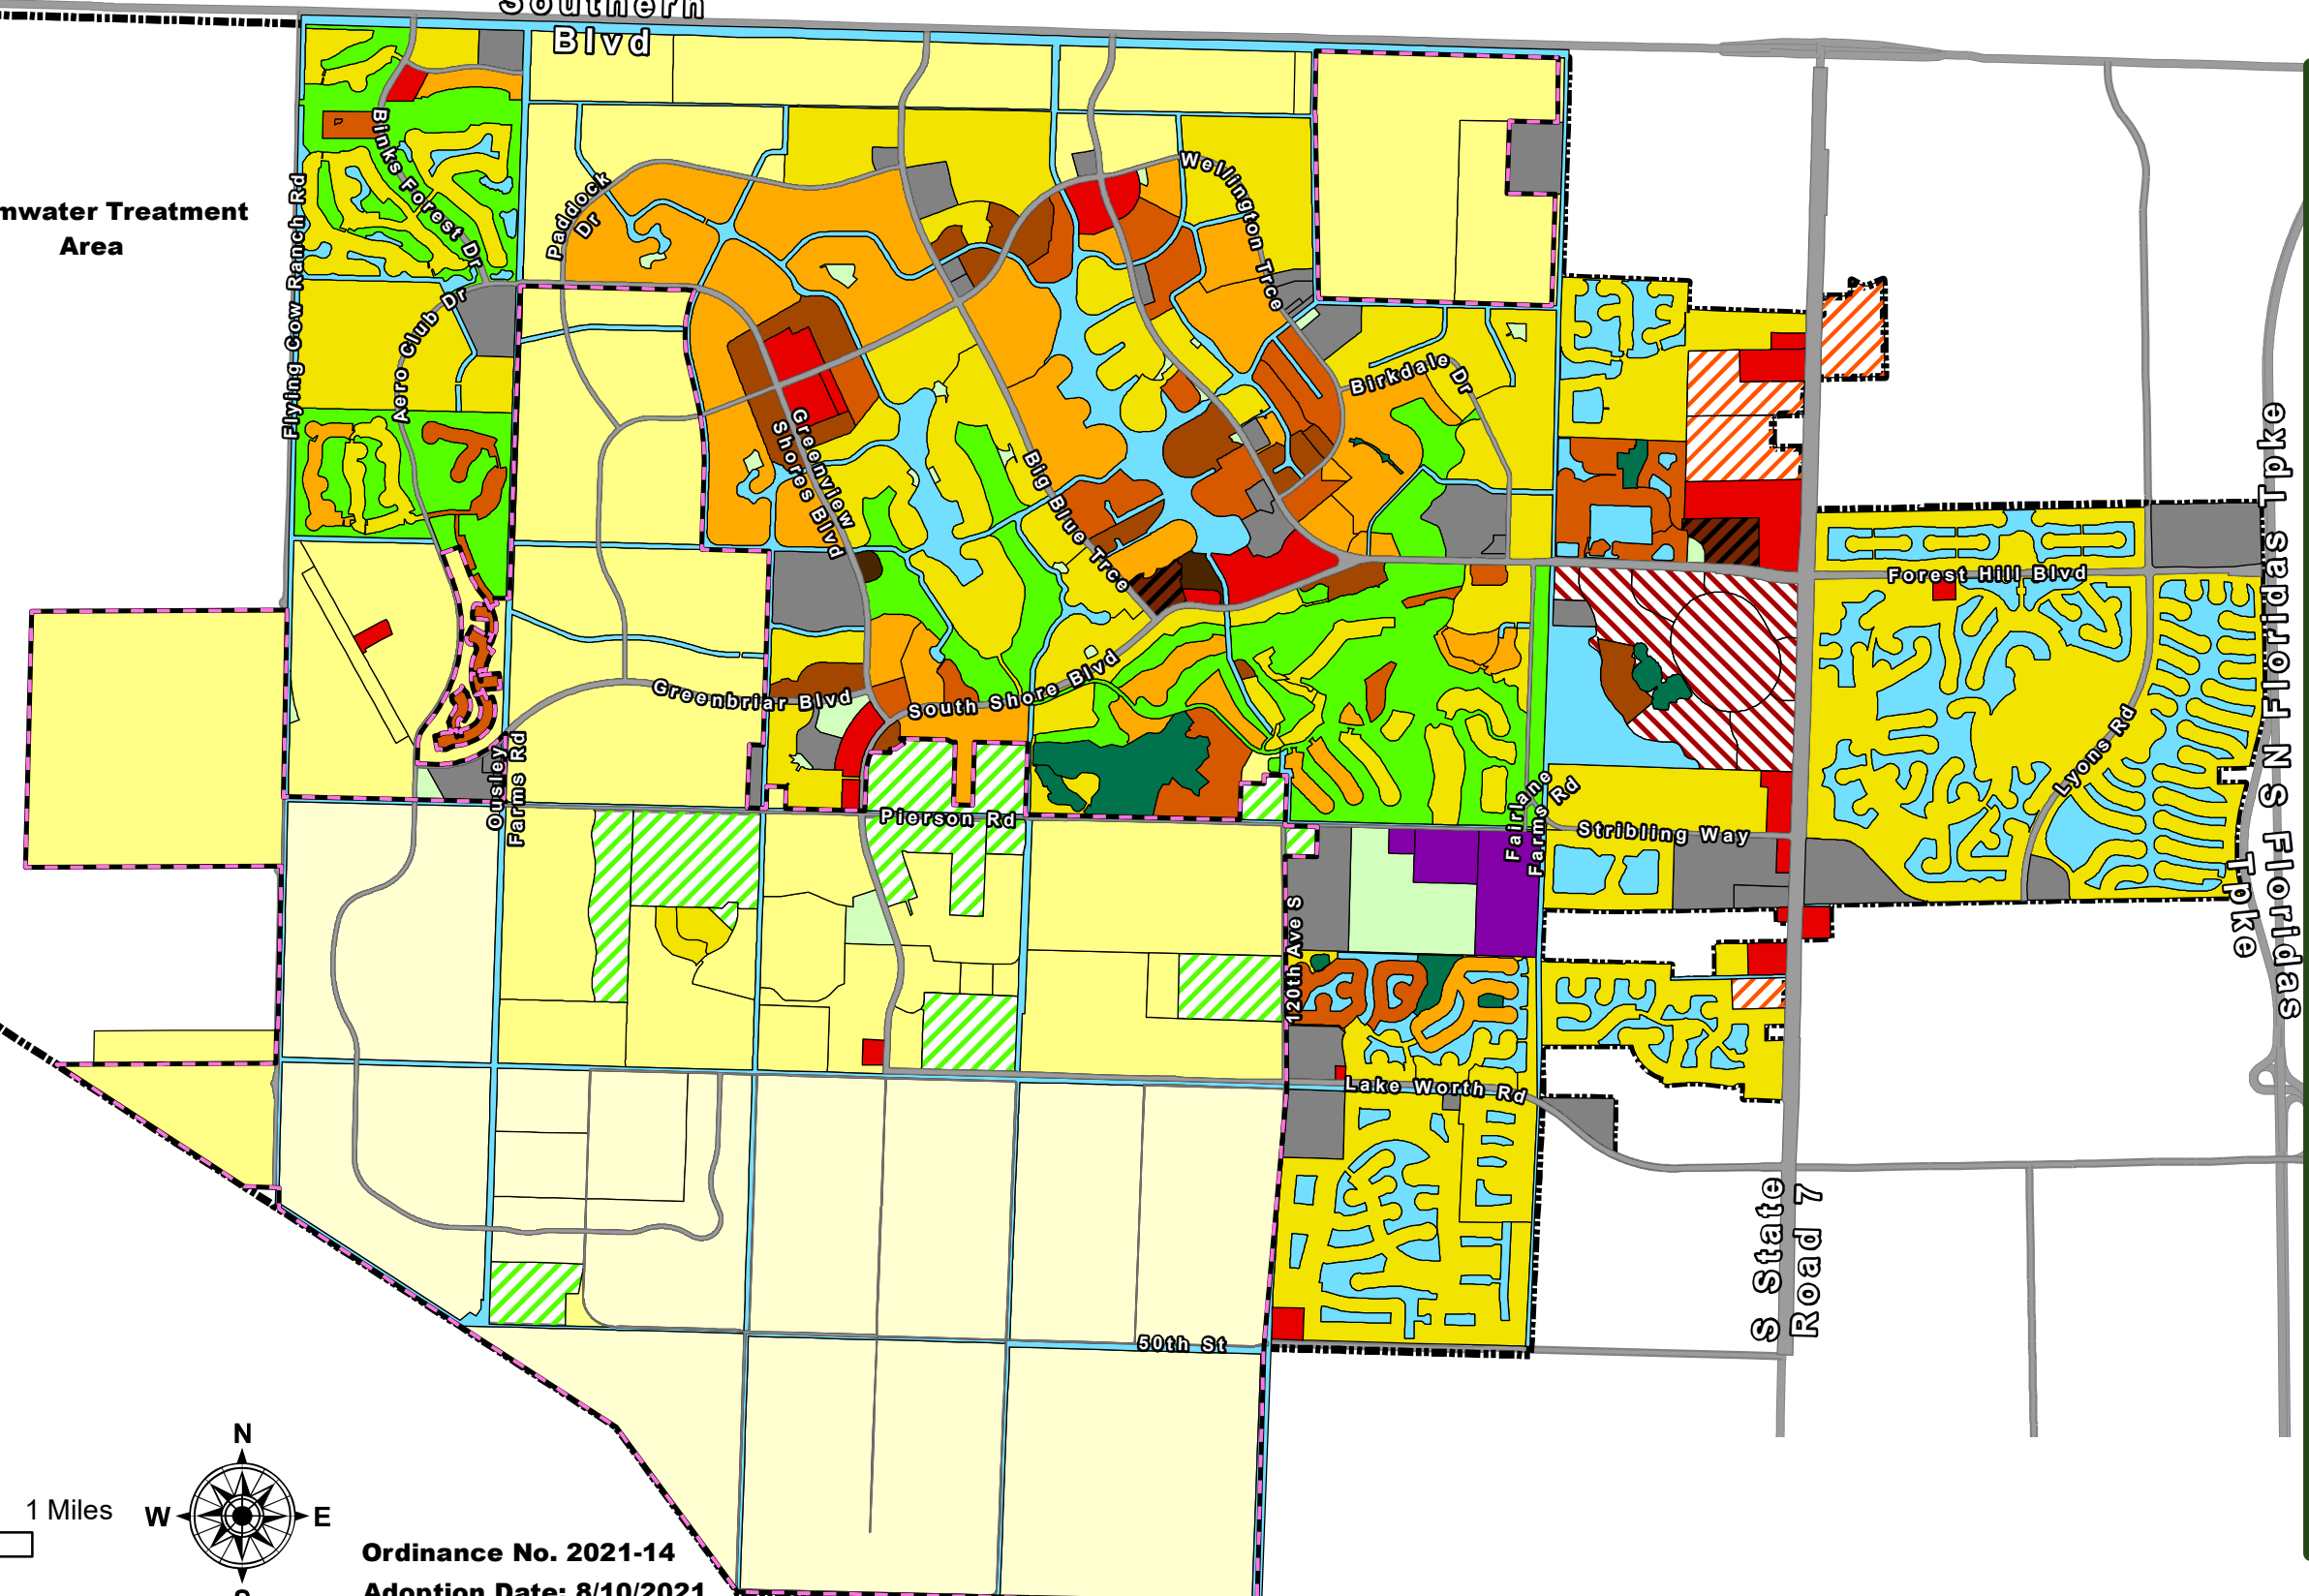 Southern
Blvd
mwater Treatment
Area
Flying Cow Ranch Rd
Binks Forest Dr
Aero Club Dr
Paddock
Dr
Wellington Trce
Birkdale Dr
Greenview
Shores Blvd
Big Blue Trce
Forest Hill Blvd
Greenbriar Blvd
South Shore Blvd
Ousley
Farms Rd
Pierson Rd
Fairlane
Farms Rd
Stribling Way
Lyons Rd
120th Ave S
Lake Worth Rd
50th St
S State
Road 7
N Floridas Tpke
S Floridas
Tpke
N
W
E
S
1 Miles
Ordinance No. 2021-14
Adoption Date: 8/10/2021